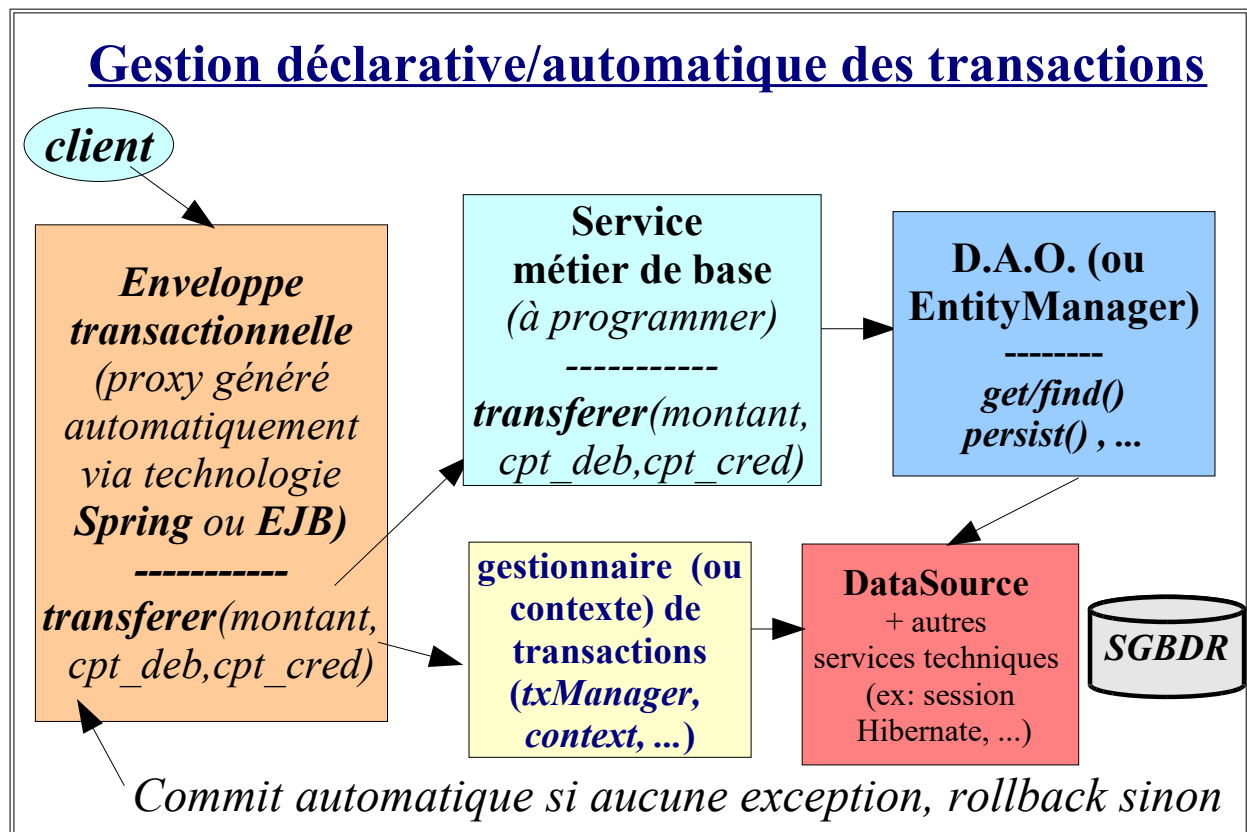 Gestion déclarative/automatique des transactions
client
Enveloppe
transactionnelle
(proxy généré
automatiquement
via technologie
Spring ou EJB)
-----------
transferer(montant,
cpt_deb,cpt_cred)
Service
métier de base
(à programmer)
-----------
transferer(montant,
cpt_deb,cpt_cred)
D.A.O. (ou
EntityManager)
--------
get/find()
persist() , ...
gestionnaire (ou
contexte) de
transactions
(txManager,
context, ...)
DataSource
+ autres
services techniques
(ex: session
Hibernate, ...)
SGBDR
Commit automatique si aucune exception, rollback sinon